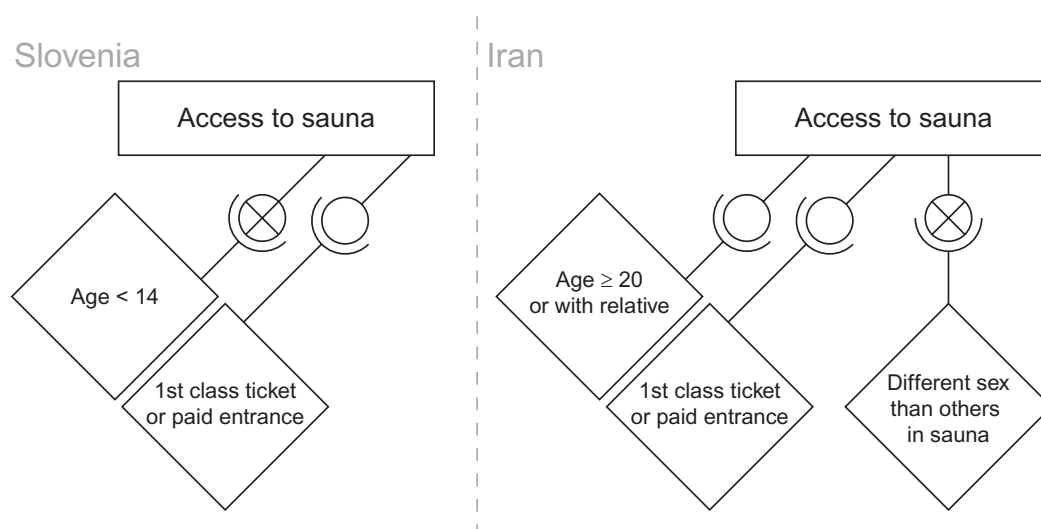 Slovenia
Access to sauna
Age < 14
1st class ticket
or paid entrance
Iran
Access to sauna
Age ≥ 20
or with relative
1st class ticket
or paid entrance
Different sex
than others
in sauna